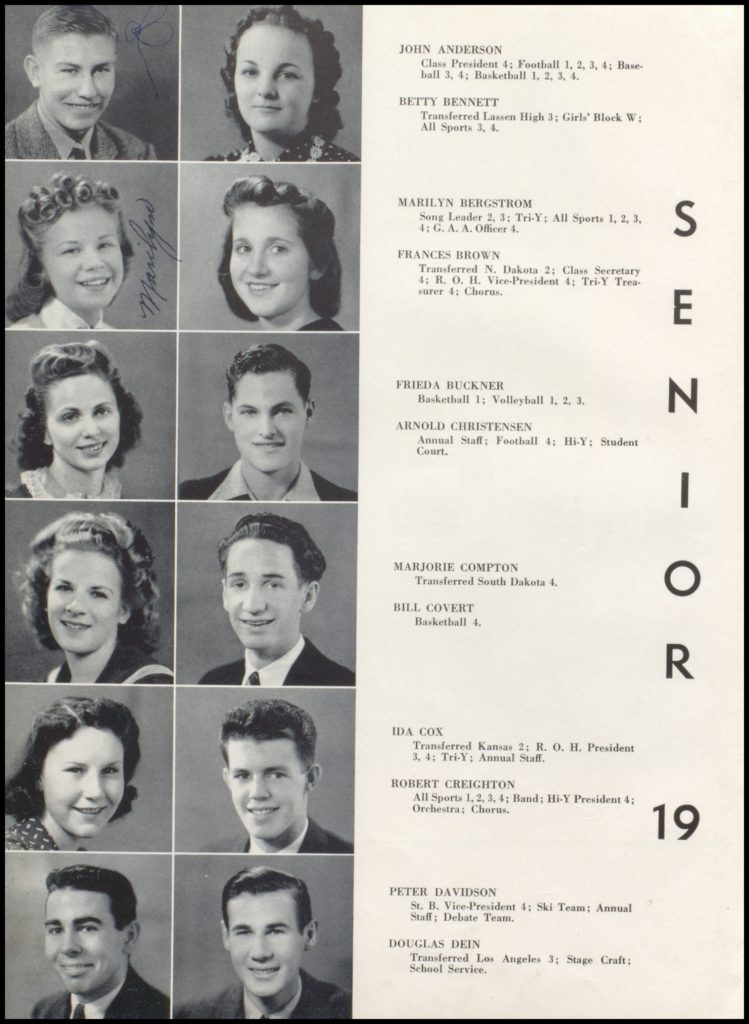 Marilyn
JOHN ANDERSON
Class President 4; Football 1, 2, 3, 4; Base-
ball 3, 4; Basketball 1, 2, 3, 4.
BETTY BENNETT
Transferred Lassen High 3; Girls' Block W;
All Sports 3, 4.
MARILYN BERGSTROM
Song Leader 2, 3; Tri-Y; All Sports 1, 2, 3,
4; G. A. A. Officer 4.
FRANCES BROWN
Transferred N. Dakota 2; Class Secretary
4; R. O. H. Vice-President 4; Tri-Y Trea-
surer 4; Chorus.
FRIEDA BUCKNER
Basketball 1; Volleyball 1, 2, 3.
ARNOLD CHRISTENSEN
Annual Staff; Football 4; Hi-Y; Student
Court.
MARJORIE COMPTON
Transferred South Dakota 4.
BILL COVERT
Basketball 4.
IDA COX
Transferred Kansas 2; R. O. H. President
3, 4; Tri-Y; Annual Staff.
ROBERT CREIGHTON
All Sports 1, 2, 3, 4; Band; Hi-Y President 4;
Orchestra; Chorus.
PETER DAVIDSON
St. B. Vice-President 4; Ski Team; Annual
Staff; Debate Team.
DOUGLAS DEIN
Transferred Los Angeles 3; Stage Craft;
School Service.
SENIOR
19